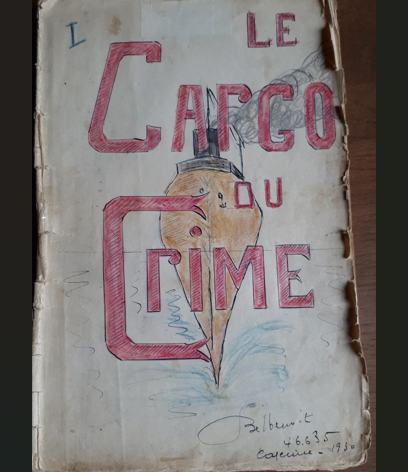 I
LE
CARGO
DU
CRIME
Belbenoit
46.635
Cayenne - 1930